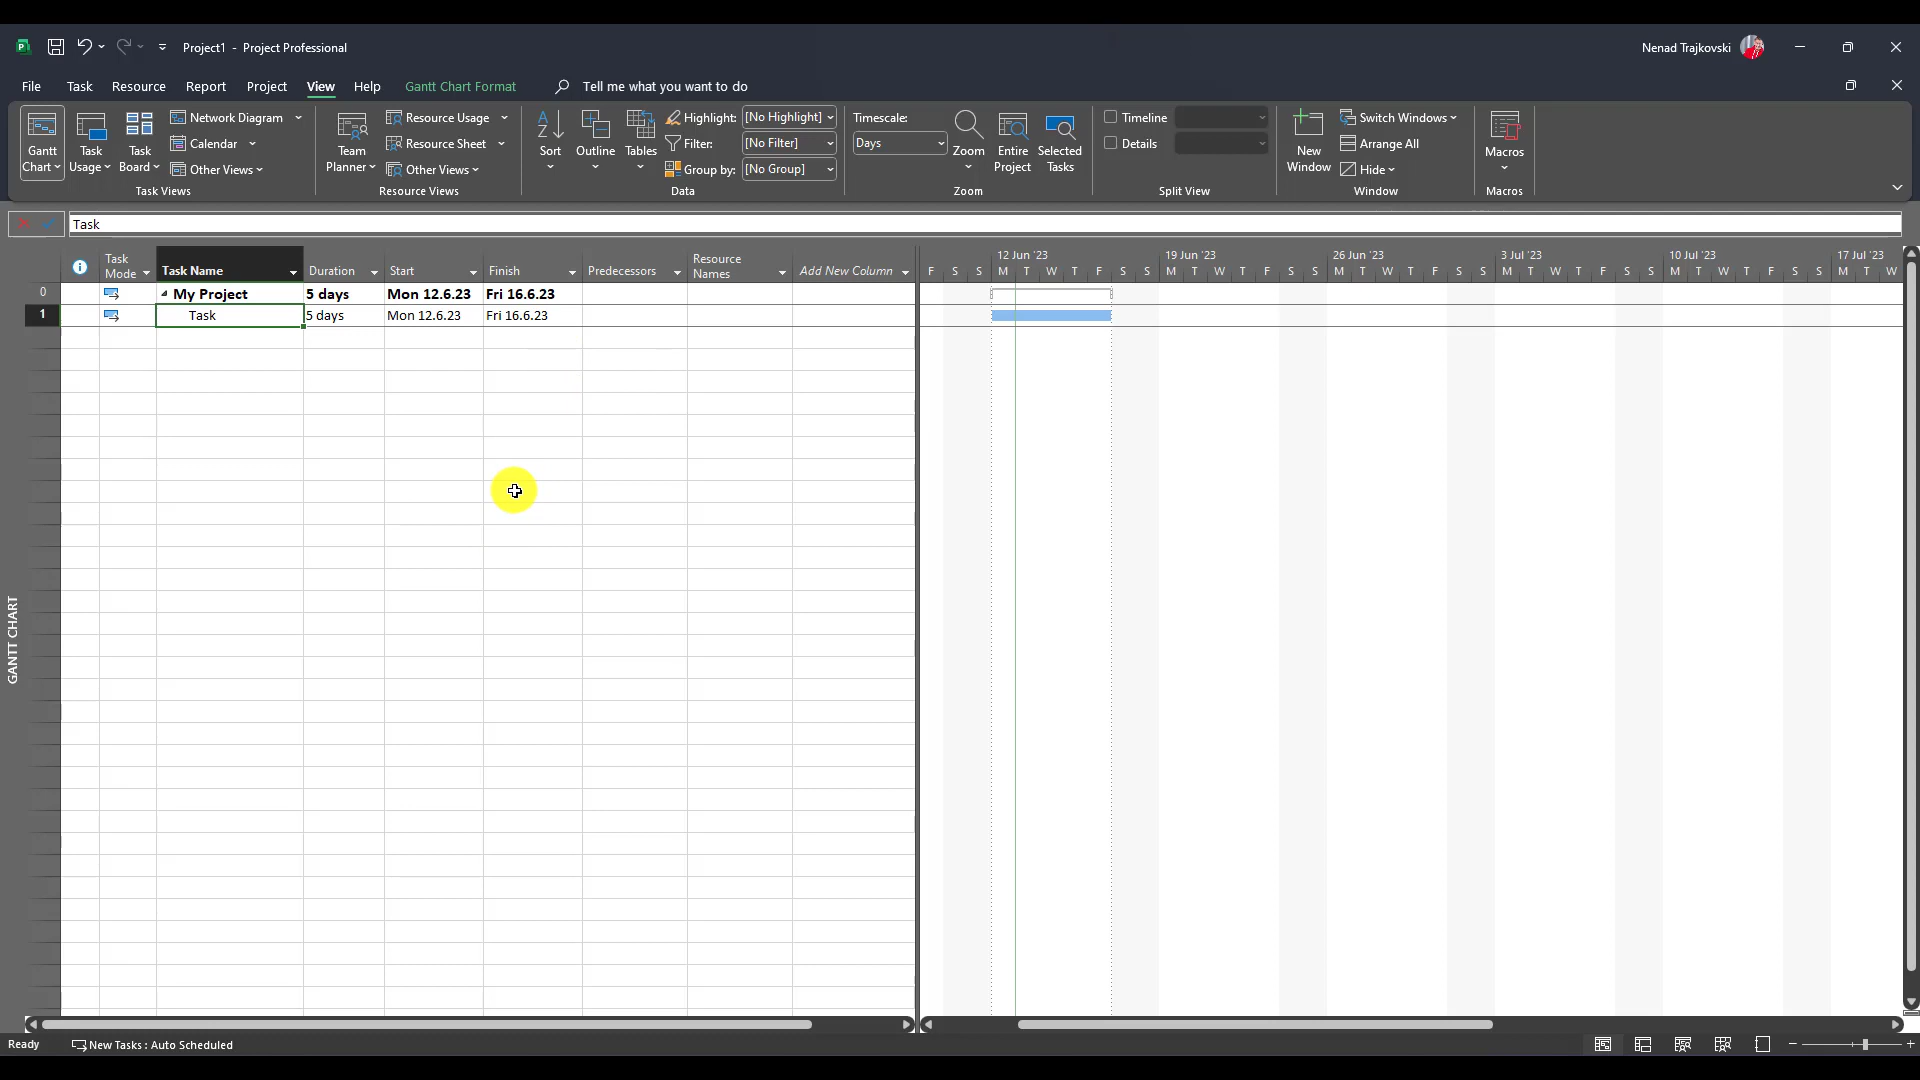 Project1 - Project Professional
Nenad Trajkovski
File Task Resource Report Project View Help Gantt Chart Format Tell me what you want to do
Gantt Chart
Task Usage
Task Board
Network Diagram
Calendar
Other Views
Task Views
Team Planner
Resource Usage
Resource Sheet
Other Views
Resource Views
Sort
Outline
Tables
Highlight: [No Highlight]
Filter: [No Filter]
Group by: [No Group]
Data
Timescale:
Days
Zoom
Entire Project
Selected Tasks
Zoom
Timeline
Details
Split View
New Window
Switch Windows
Arrange All
Hide
Window
Macros
Macros
Task
Task Mode Task Name Duration Start Finish Predecessors Resource Names Add New Column
12 Jun '23 19 Jun '23 26 Jun '23 3 Jul '23 10 Jul '23 17 Jul '23
F S S M T W T F S S M T W T F S S M T W T F S S M T W T F S S M T W T F S S M T W
0 My Project 5 days Mon 12.6.23 Fri 16.6.23
1 Task 5 days Mon 12.6.23 Fri 16.6.23
GANTT CHART
Ready New Tasks : Auto Scheduled